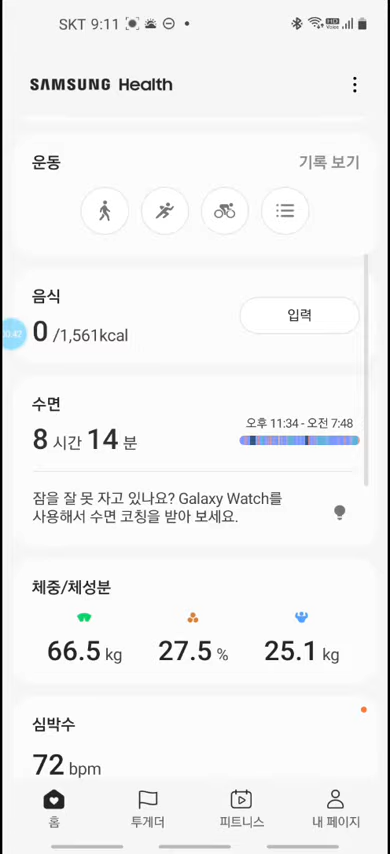 SKT 9:11
SAMSUNG Health
운동
기록 보기
음식
0 /1,561kcal
입력
00:42
수면
8 시간 14 분
오후 11:34 - 오전 7:48
잠을 잘 못 자고 있나요? Galaxy Watch를
사용해서 수면 코칭을 받아 보세요.
체중/체성분
66.5 kg
27.5 %
25.1 kg
심박수
72 bpm
홈
투게더
피트니스
내 페이지